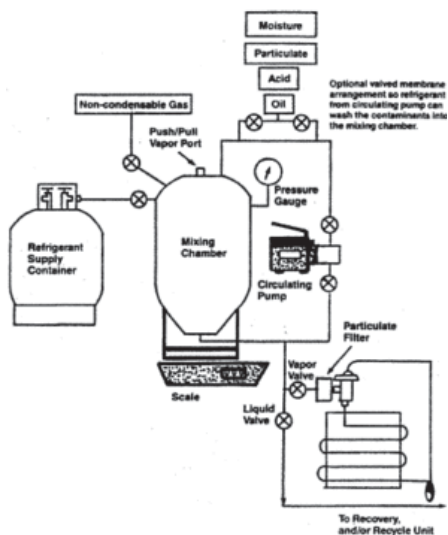 Moisture
Particulate
Acid
Oil
Optional valved membrane
arrangement so refrigerant
from circulating pump can
wash the contaminants into
the mixing chamber.
Non-condensable Gas
Push/Pull
Vapor Port
Pressure
Gauge
Refrigerant
Supply
Container
Mixing
Chamber
Circulating
Pump
Particulate
Filter
Vapor
Valve
Scale
Liquid
Valve
To Recovery,
and/or Recycle Unit